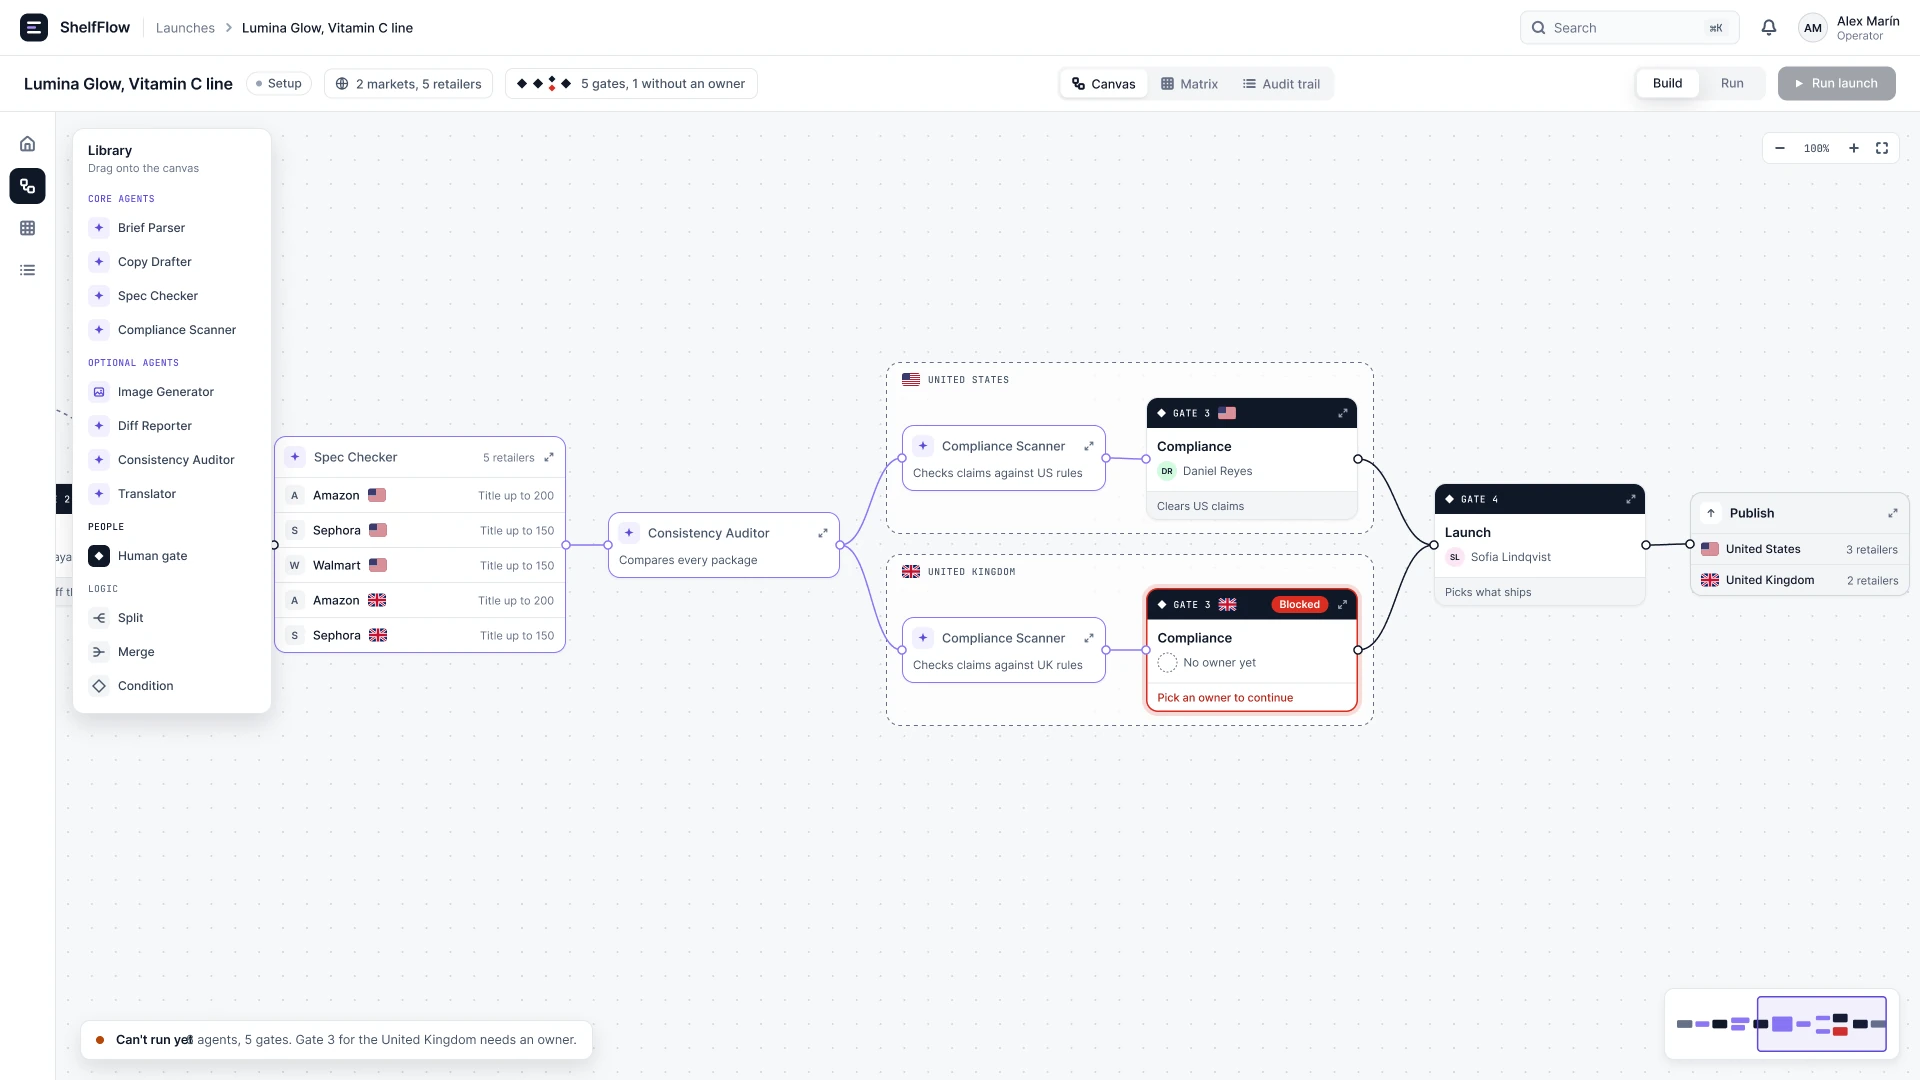 ShelfFlow
Launches > Lumina Glow, Vitamin C line
Search
⌘K
AM
Alex Marín
Operator
Lumina Glow, Vitamin C line
Setup
2 markets, 5 retailers
5 gates, 1 without an owner
Canvas
Matrix
Audit trail
Build
Run
Run launch
Library
Drag onto the canvas
CORE AGENTS
Brief Parser
Copy Drafter
Spec Checker
Compliance Scanner
OPTIONAL AGENTS
Image Generator
Diff Reporter
Consistency Auditor
Translator
PEOPLE
Human gate
LOGIC
Split
Merge
Condition
100%
2
Spec Checker
5 retailers
A Amazon Title up to 200
S Sephora Title up to 150
W Walmart Title up to 150
A Amazon Title up to 200
S Sephora Title up to 150
Consistency Auditor
Compares every package
UNITED STATES
Compliance Scanner
Checks claims against US rules
GATE 3
Compliance
DR Daniel Reyes
Clears US claims
UNITED KINGDOM
Compliance Scanner
Checks claims against UK rules
GATE 3
Blocked
Compliance
No owner yet
Pick an owner to continue
GATE 4
Launch
SL Sofia Lindqvist
Picks what ships
Publish
United States 3 retailers
United Kingdom 2 retailers
Can't run yet agents, 5 gates. Gate 3 for the United Kingdom needs an owner.